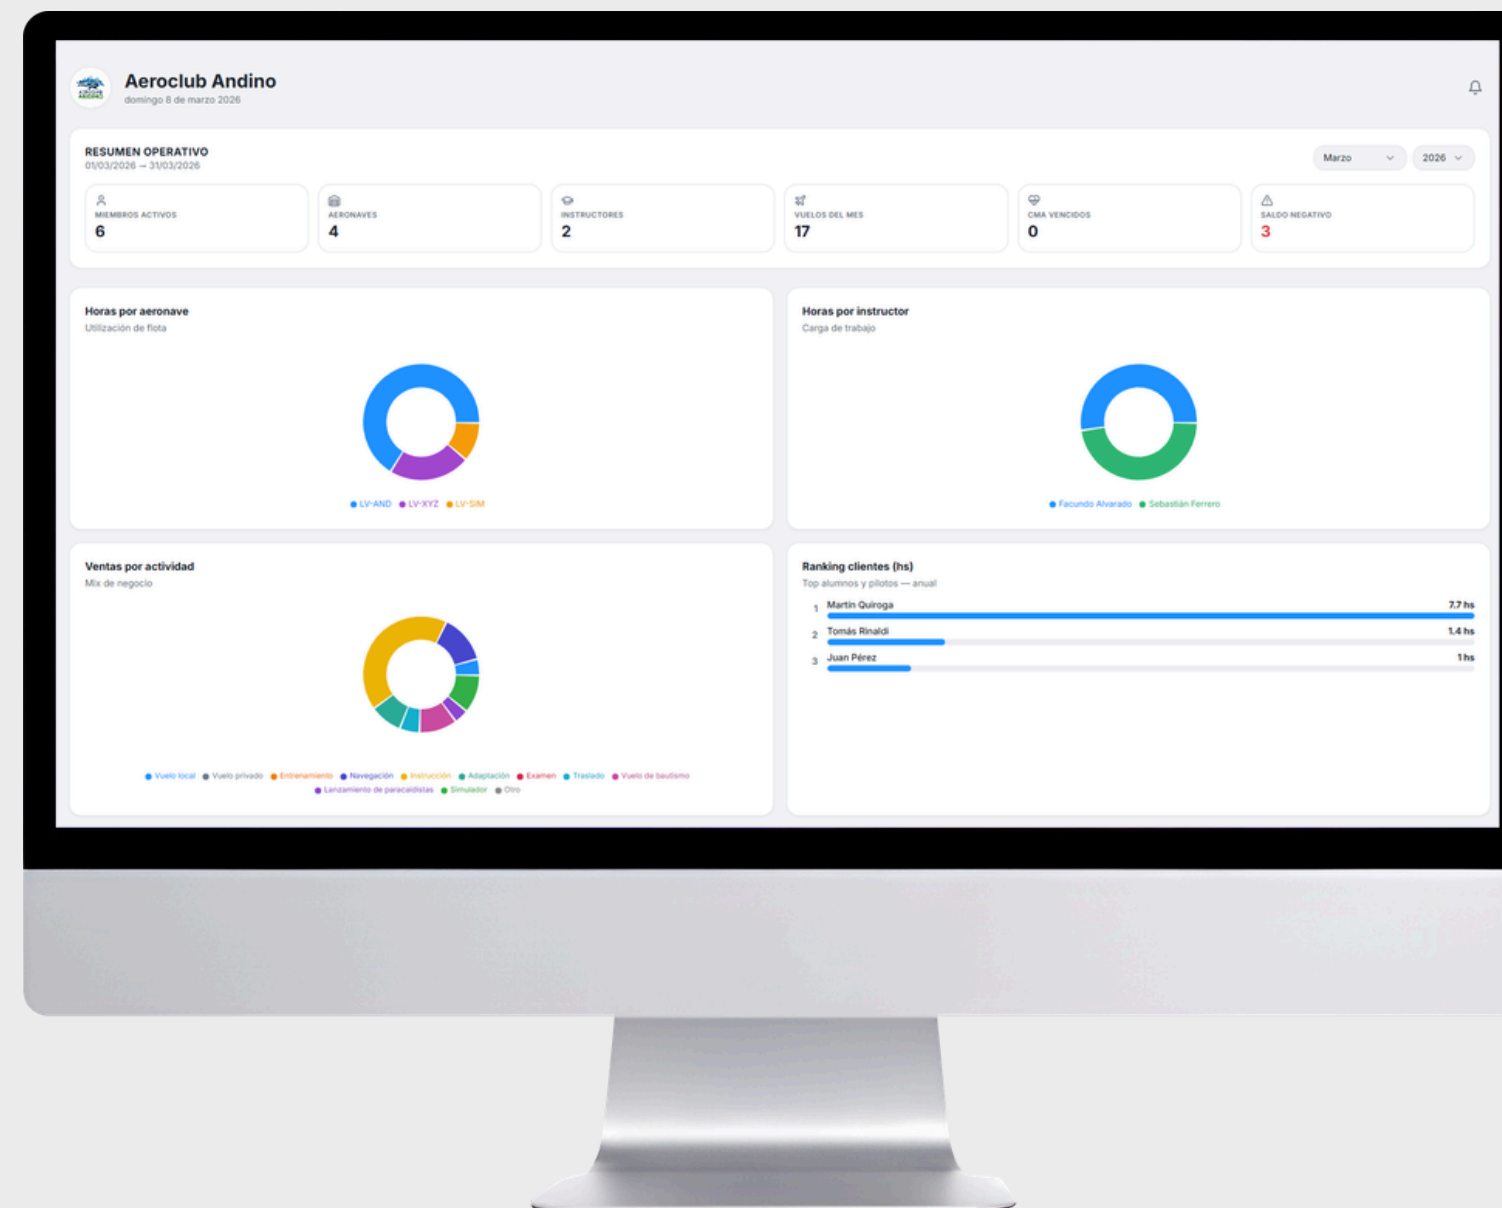 Aeroclub Andino
domingo 8 de marzo 2026
RESUMEN OPERATIVO
01/03/2026 → 31/03/2026
Marzo
2026
MIEMBROS ACTIVOS
6
AERONAVES
4
INSTRUCTORES
2
VUELOS DEL MES
17
CMA VENCIDOS
0
SALDO NEGATIVO
3
Horas por aeronave
Utilización de flota
LV-AND LV-XYZ LV-SIM
Horas por instructor
Carga de trabajo
Facundo Alvarado Sebastián Ferrero
Ventas por actividad
Mix de negocio
Vuelo local Vuelo privado Entrenamiento Navegación Instrucción Adaptación Examen Traslado Vuelo de bautismo
Lanzamiento de paracaidistas Simulador Otro
Ranking clientes (hs)
Top alumnos y pilotos — anual
1 Martín Quiroga 7.7 hs
2 Tomás Rinaldi 1.4 hs
3 Juan Pérez 1 hs